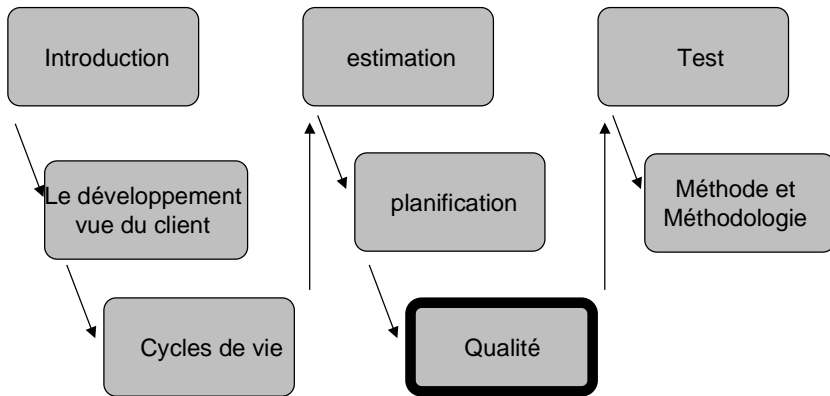 Introduction
Le développement
vue du client
Cycles de vie
estimation
planification
Qualité
Test
Méthode et
Méthodologie